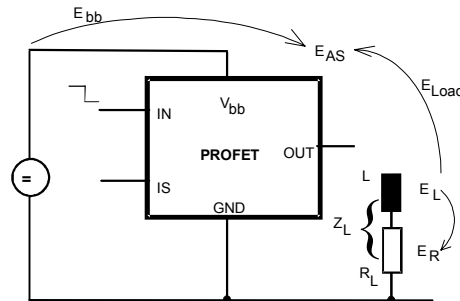 E_bb
E_AS
E_Load
V_bb
IN
PROFET
OUT
=
IS
L
E_L
GND
Z_L
{
E_R
R_L